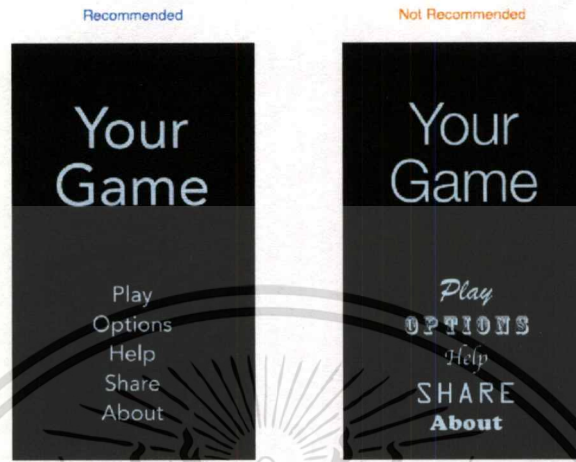 Recommended
Your
Game
Play
Options
Help
Share
About
Not Recommended
Your
Game
Play
OPTIONS
Help
SHARE
About